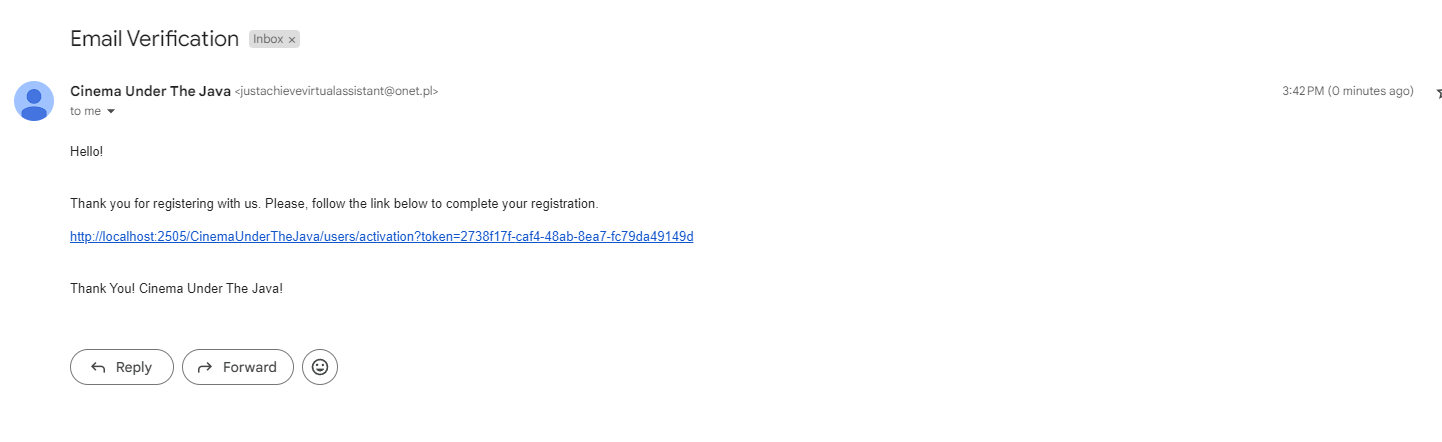 Email Verification Inbox ×
Cinema Under The Java <justachievevirtualassistant@onet.pl> 3:42 PM (0 minutes ago)
to me
Hello!
Thank you for registering with us. Please, follow the link below to complete your registration.
http://localhost:2505/CinemaUnderTheJava/users/activation?token=2738f17f-caf4-48ab-8ea7-fc79da49149d
Thank You! Cinema Under The Java!
Reply Forward